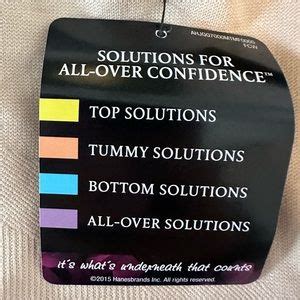 FCW
SOLUTIONS FOR
ALL-OVER CONFIDENCE™
TOP SOLUTIONS
TUMMY SOLUTIONS
BOTTOM SOLUTIONS
ALL-OVER SOLUTIONS
it's what's underneath that counts
©2015 Hanesbrands Inc. All rights reserved.